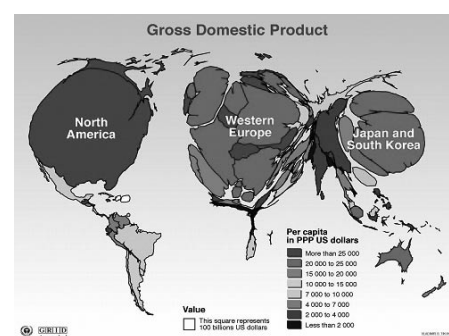 Gross Domestic Product
North
America
Western
Europe
Japan and
South Korea
Per capita
in PPP US dollars
More than 25 000
20 000 to 25 000
15 000 to 20 000
10 000 to 15 000
7 000 to 10 000
4 000 to 7 000
2 000 to 4 000
Less than 2 000
Value
This square represents
100 billions US dollars